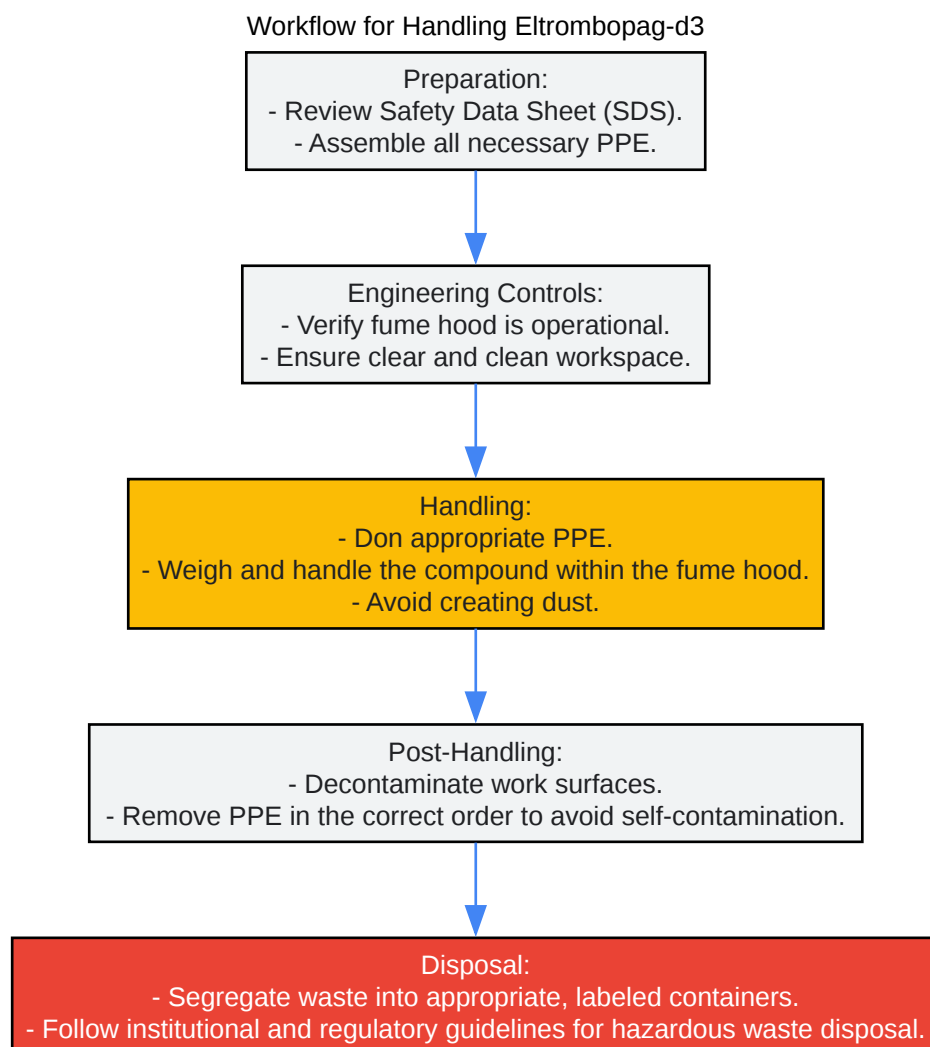 Workflow for Handling Eltrombopag-d3
Preparation:
- Review Safety Data Sheet (SDS).
- Assemble all necessary PPE.
Engineering Controls:
- Verify fume hood is operational.
- Ensure clear and clean workspace.
Handling:
- Don appropriate PPE.
- Weigh and handle the compound within the fume hood.
- Avoid creating dust.
Post-Handling:
- Decontaminate work surfaces.
- Remove PPE in the correct order to avoid self-contamination.
Disposal:
- Segregate waste into appropriate, labeled containers.
- Follow institutional and regulatory guidelines for hazardous waste disposal.